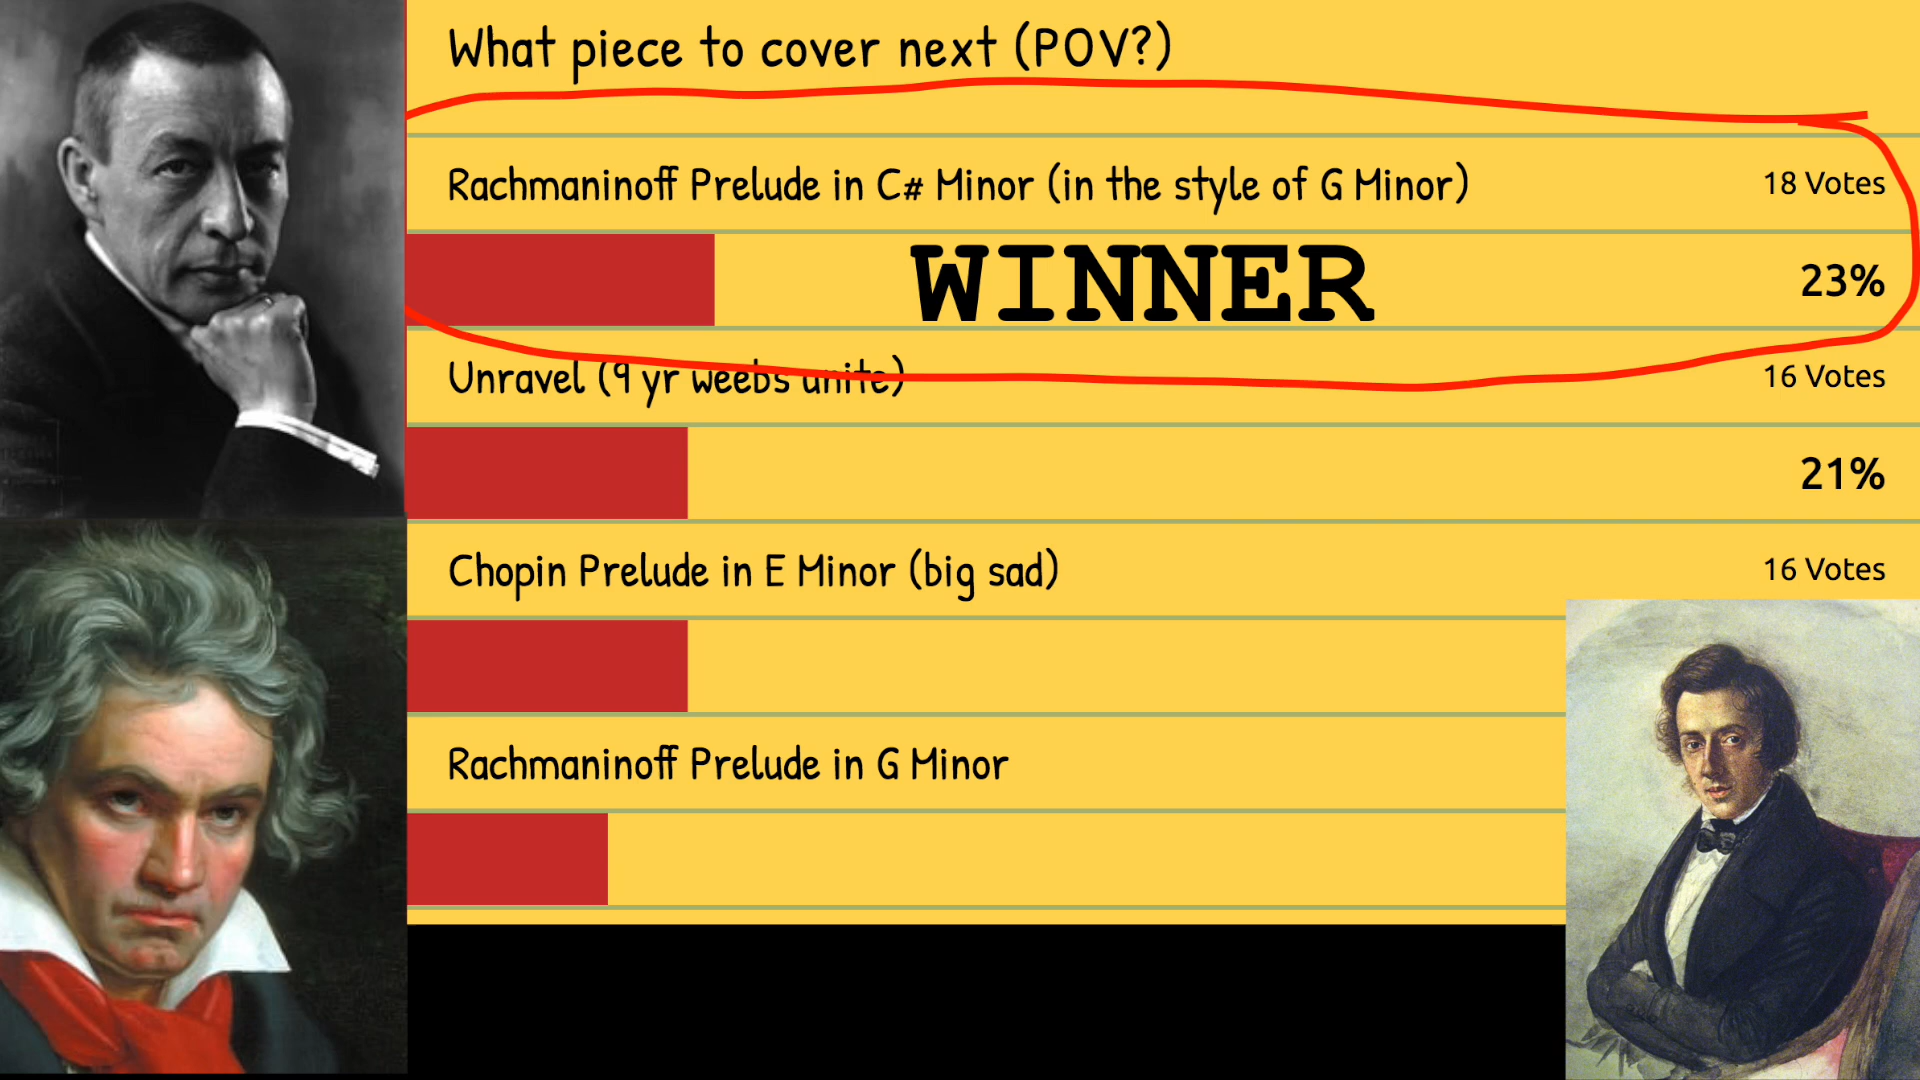 What piece to cover next (POV?)
Rachmaninoff Prelude in C# Minor (in the style of G Minor) 18 Votes
WINNER 23%
Unravel (9 yr weebs unite) 16 Votes
21%
Chopin Prelude in E Minor (big sad) 16 Votes
Rachmaninoff Prelude in G Minor